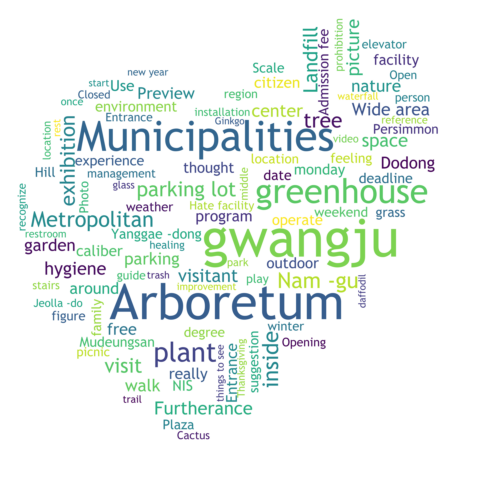 new year
elevator
prohibition
Landfill
Admission fee
picture
Scale
facility
start
Closed
Use
Preview
citizen
nature
Open
once
environment
region
tree
Wide area
person
waterfall
installation
center
reference
Entrance
Ginkgo
Persimmon
location
exhibition
Municipalities
video
space
rest
experience
thought
location
feeling
Dodong
Hill
management
monday
deadline
recognize
Photo
glass
parking lot
middle
date
greenhouse
weather
Hate facility
weekend
grass
Metropolitan
program
operate
restroom
Yanggae -dong
gwangju
garden
caliber
healing
outdoor
hygiene
parking
visitant
park
guide
trash
play
Nam -gu
daffodil
stairs
around
Arboretum
improvement
inside
Jeolla -do
figure
family
free
degree
things to see
Entrance
Thanksgiving
suggestion
winter
Mudeungsan
plant
Opening
picnic
visit
really
walk
NIS
trail
Furtherance
Plaza
Cactus